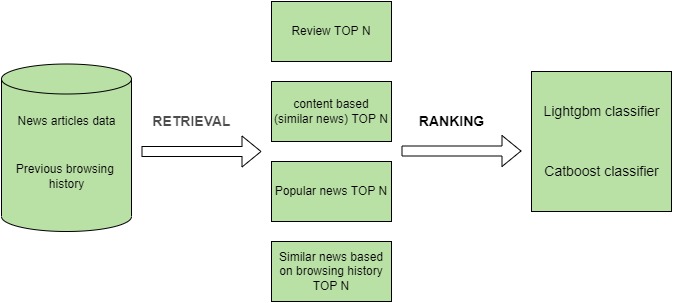 News articles data
Previous browsing
history
RETRIEVAL
Review TOP N
content based
(similar news) TOP N
Popular news TOP N
Similar news based
on browsing history
TOP N
RANKING
Lightgbm classifier
Catboost classifier